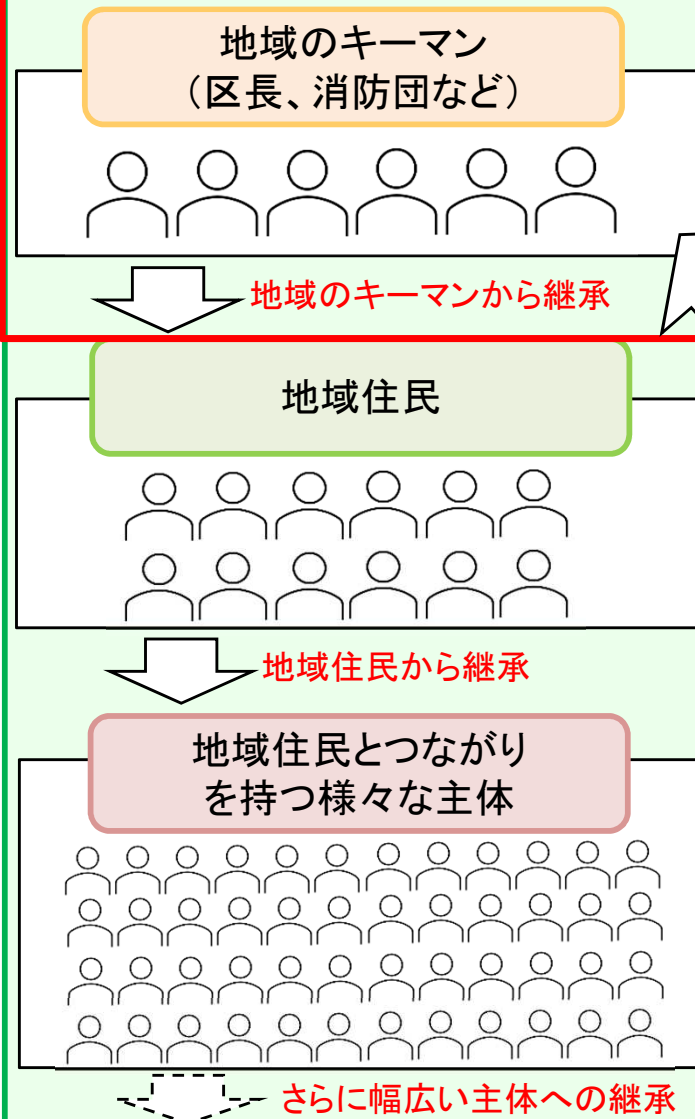 地域のキーマン
（区長、消防団など）
地域のキーマンから継承
地域住民
地域住民から継承
地域住民とつながり
を持つ様々な主体
さらに幅広い主体への継承